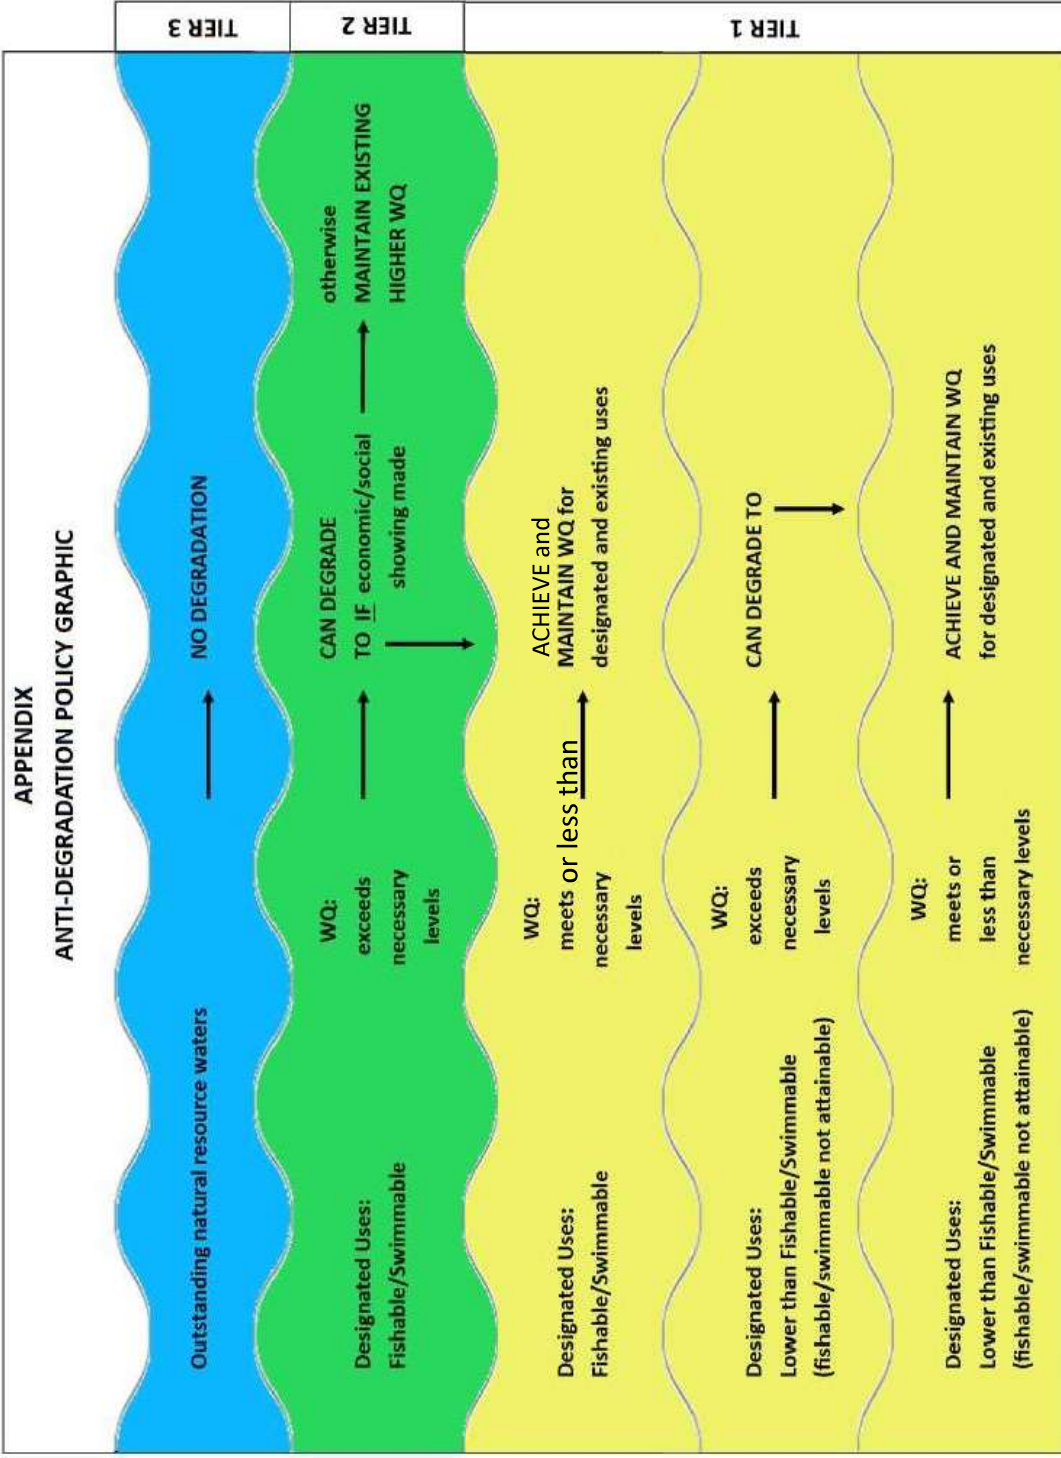 APPENDIX
ANTI-DEGRADATION POLICY GRAPHIC
Outstanding natural resource waters
NO DEGRADATION
TIER 3
Designated Uses:
Fishable/Swimmable
WQ:
exceeds
necessary
levels
CAN DEGRADE
TO IF economic/social
showing made
otherwise
MAINTAIN EXISTING
HIGHER WQ
TIER 2
Designated Uses:
Fishable/Swimmable
WQ:
meets or less than
necessary
levels
ACHIEVE and
MAINTAIN WQ for
designated and existing uses
TIER 1
Designated Uses:
Lower than Fishable/Swimmable
(fishable/swimmable not attainable)
WQ:
exceeds
necessary
levels
CAN DEGRADE TO
Designated Uses:
Lower than Fishable/Swimmable
(fishable/swimmable not attainable)
WQ:
meets or
less than
necessary levels
ACHIEVE AND MAINTAIN WQ
for designated and existing uses